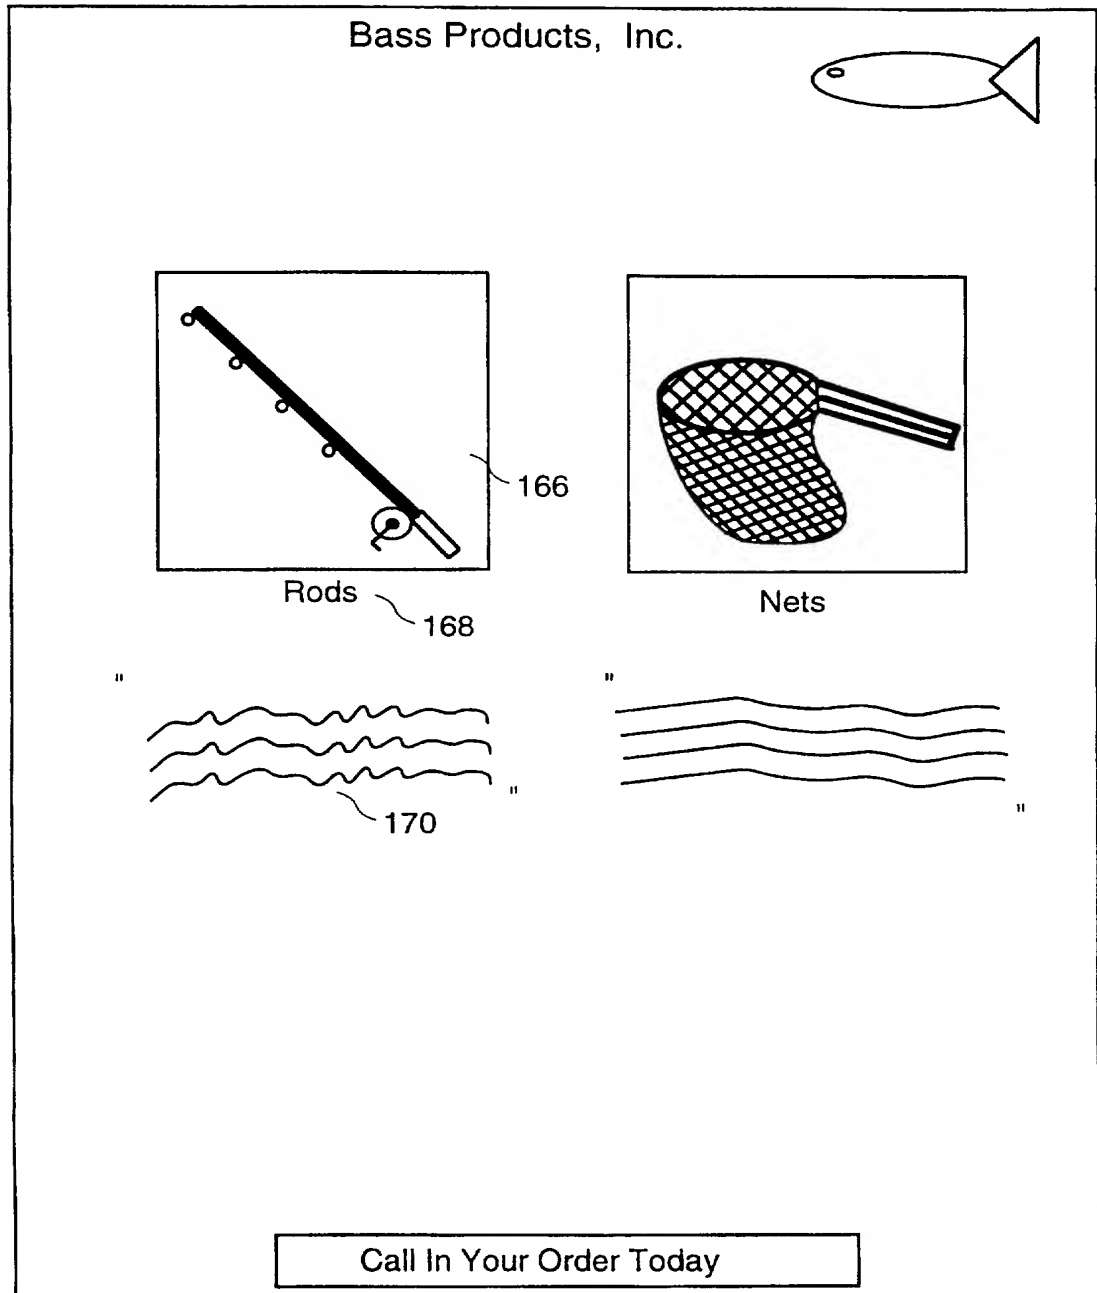 Bass Products, Inc.
166
Rods
168
Nets
"
"
170
"
"
Call In Your Order Today